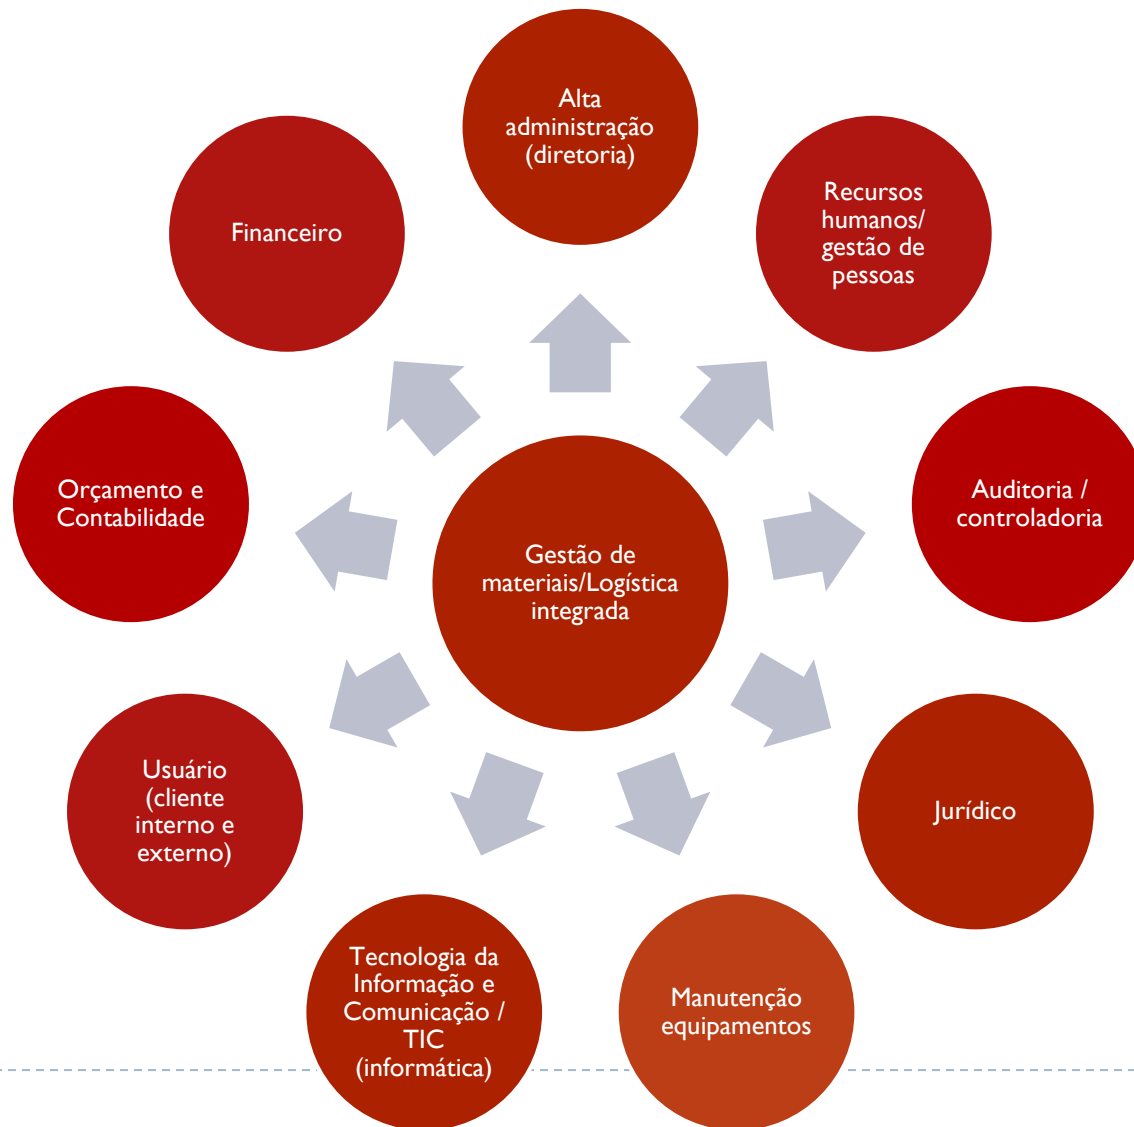 Alta
administração
(diretoria)
Recursos
humanos/
gestão de
pessoas
Financeiro
Auditoria /
controladoria
Orçamento e
Contabilidade
Gestão de
materiais/Logística
integrada
Jurídico
Usuário
(cliente
interno e
externo)
Manutenção
equipamentos
Tecnologia da
Informação e
Comunicação /
TIC
(informática)